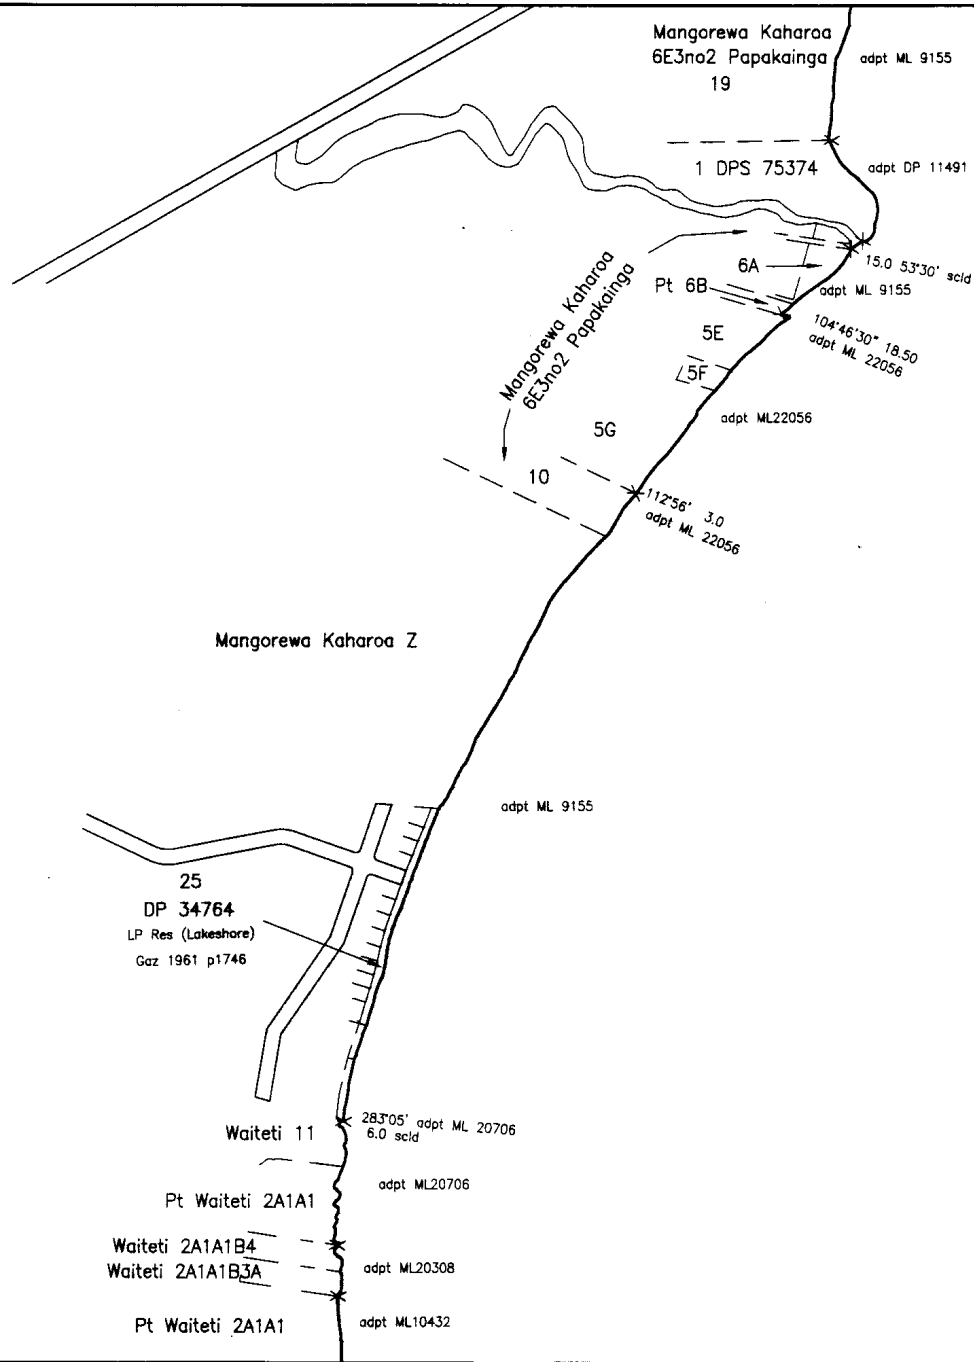 Mangorewa Kaharoa
6E3no2 Papakainga
19
adpt ML 9155
1 DPS 75374
adpt DP 11491
15.0 53°30' scld
6A
adpt ML 9155
Pt 6B
Mangorewa Kaharoa
6E3no2 Papakainga
104°46'30" 18.50
adpt ML 22056
5E
5F
adpt ML22056
5G
10
112°56' 3.0
adpt ML 22056
Mangorewa Kaharoa Z
adpt ML 9155
25
DP 34764
LP Res (Lakeshore)
Gaz 1961 p1746
283°05' adpt ML 20706
6.0 scld
Waiteti 11
adpt ML20706
Pt Waiteti 2A1A1
Waiteti 2A1A1B4
Waiteti 2A1A1B3A
adpt ML20308
Pt Waiteti 2A1A1
adpt ML10432